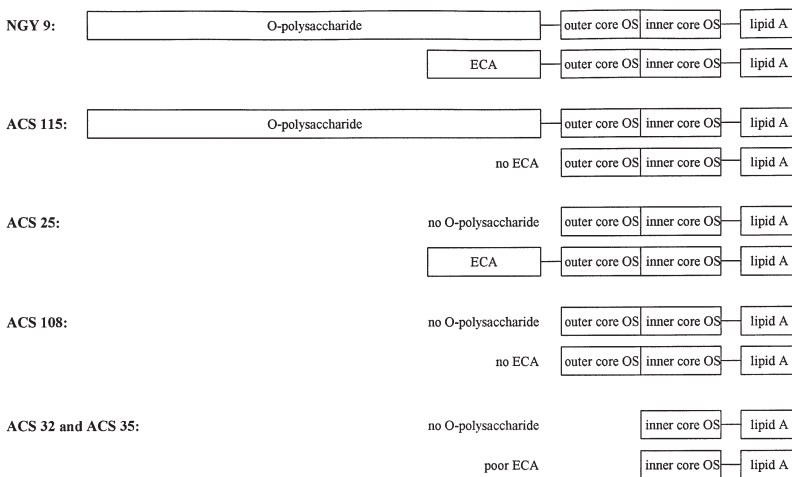 NGY 9: O-polysaccharide outer core OS inner core OS lipid A
ECA outer core OS inner core OS lipid A
ACS 115: O-polysaccharide outer core OS inner core OS lipid A
no ECA outer core OS inner core OS lipid A
ACS 25: no O-polysaccharide outer core OS inner core OS lipid A
ECA outer core OS inner core OS lipid A
ACS 108: no O-polysaccharide outer core OS inner core OS lipid A
no ECA outer core OS inner core OS lipid A
ACS 32 and ACS 35: no O-polysaccharide inner core OS lipid A
poor ECA inner core OS lipid A